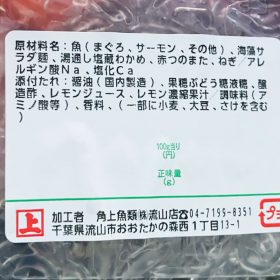 原材料名：魚（まぐろ、サーモン、その他）、海藻サ
ラダ麺、湯通し塩蔵わかめ、赤つのまた、ねぎ／ア
ルギン酸Ｎａ、塩化Ｃａ
添付たれ：醤油（国内製造）、果糖ぶどう糖液糖、醸
造酢、レモンジュース、レモン濃縮果汁／調味料（ア
ミノ酸等）、香料、（一部に小麦、大豆、さけを含
む）
100g当り
（円）
正味量
（g）
上
加工者 角上魚類㈱流山店☎04-7199-8351
千葉県流山市おおたかの森西１丁目13-1
プラ